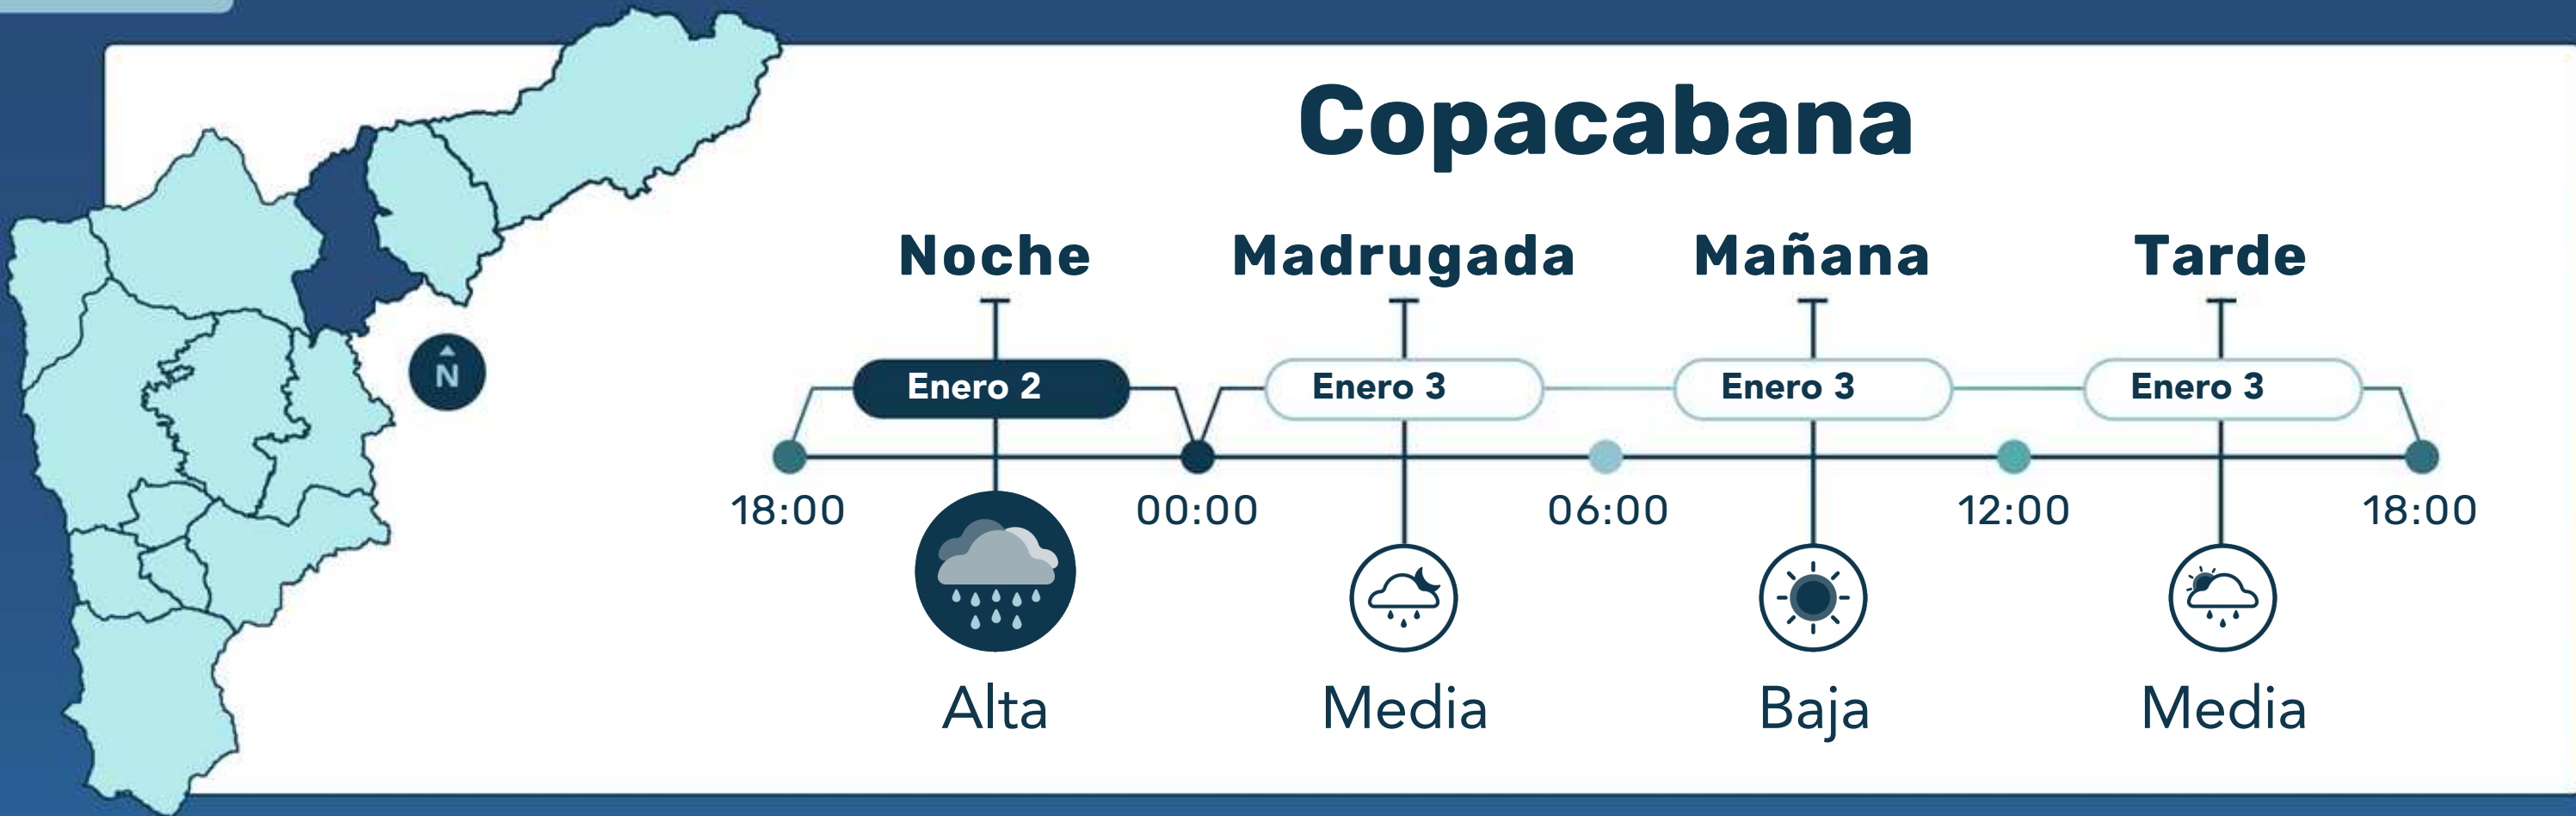 Copacabana
Noche Madrugada Mañana Tarde
Enero 2 Enero 3 Enero 3 Enero 3
N
18:00 00:00 06:00 12:00 18:00
Alta Media Baja Media